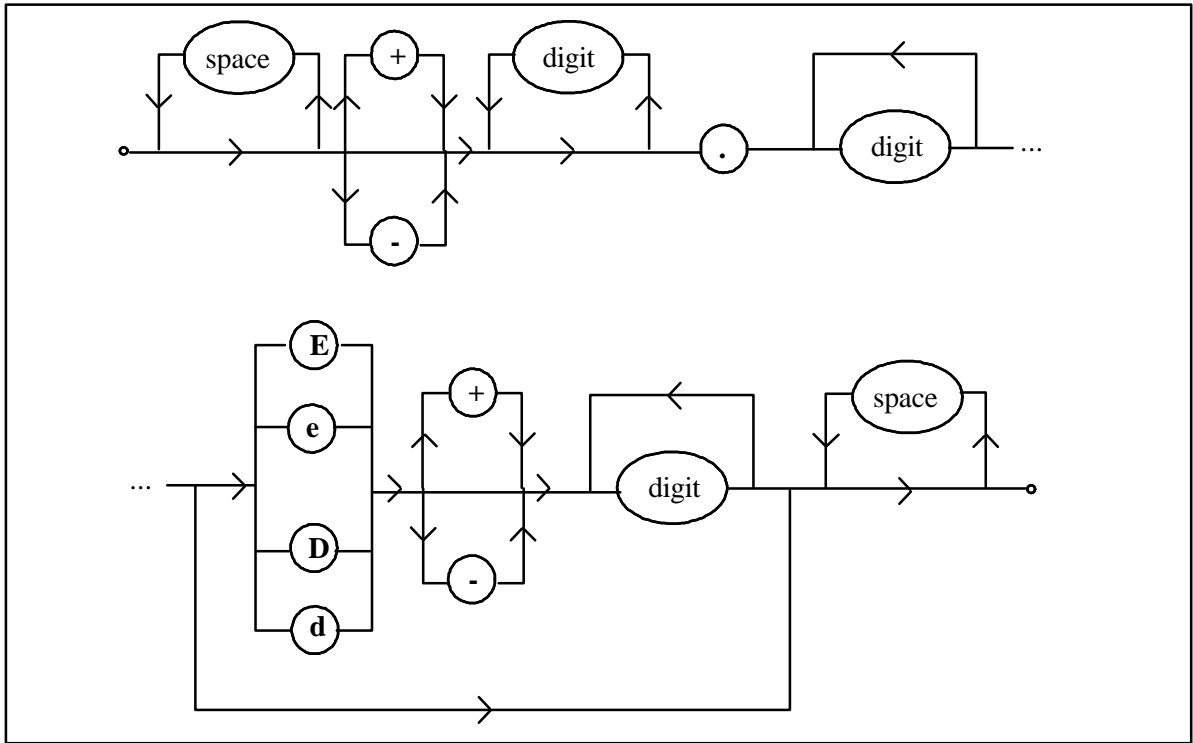 space + digit
. digit ...
-
E
e + space
... digit
D -
d